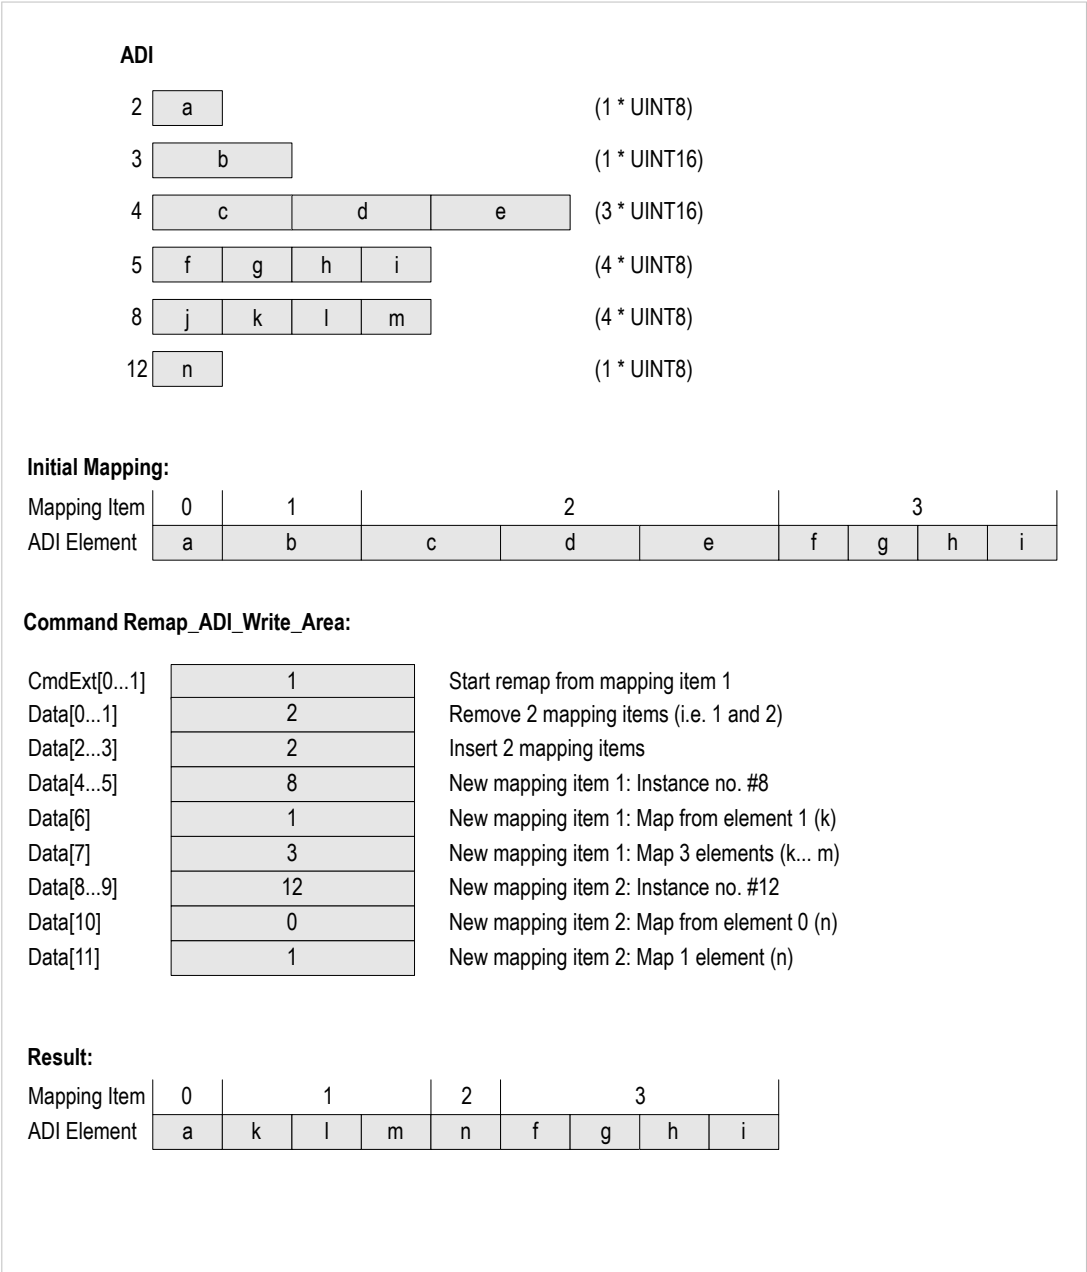 ADI
2 a (1 * UINT8)
3 b (1 * UINT16)
4 c d e (3 * UINT16)
5 f g h i (4 * UINT8)
8 j k l m (4 * UINT8)
12 n (1 * UINT8)
Initial Mapping:
Mapping Item 0 1 2 3
ADI Element a b c d e f g h i
Command Remap_ADI_Write_Area:
CmdExt[0...1] 1 Start remap from mapping item 1
Data[0...1] 2 Remove 2 mapping items (i.e. 1 and 2)
Data[2...3] 2 Insert 2 mapping items
Data[4...5] 8 New mapping item 1: Instance no. #8
Data[6] 1 New mapping item 1: Map from element 1 (k)
Data[7] 3 New mapping item 1: Map 3 elements (k... m)
Data[8...9] 12 New mapping item 2: Instance no. #12
Data[10] 0 New mapping item 2: Map from element 0 (n)
Data[11] 1 New mapping item 2: Map 1 element (n)
Result:
Mapping Item 0 1 2 3
ADI Element a k l m n f g h i